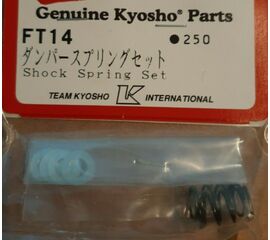 Genuine Kyosho® Parts
FT14 ●250
ダンパースプリングセット
Shock Spring Set
TEAM KYOSHO K INTERNATIONAL